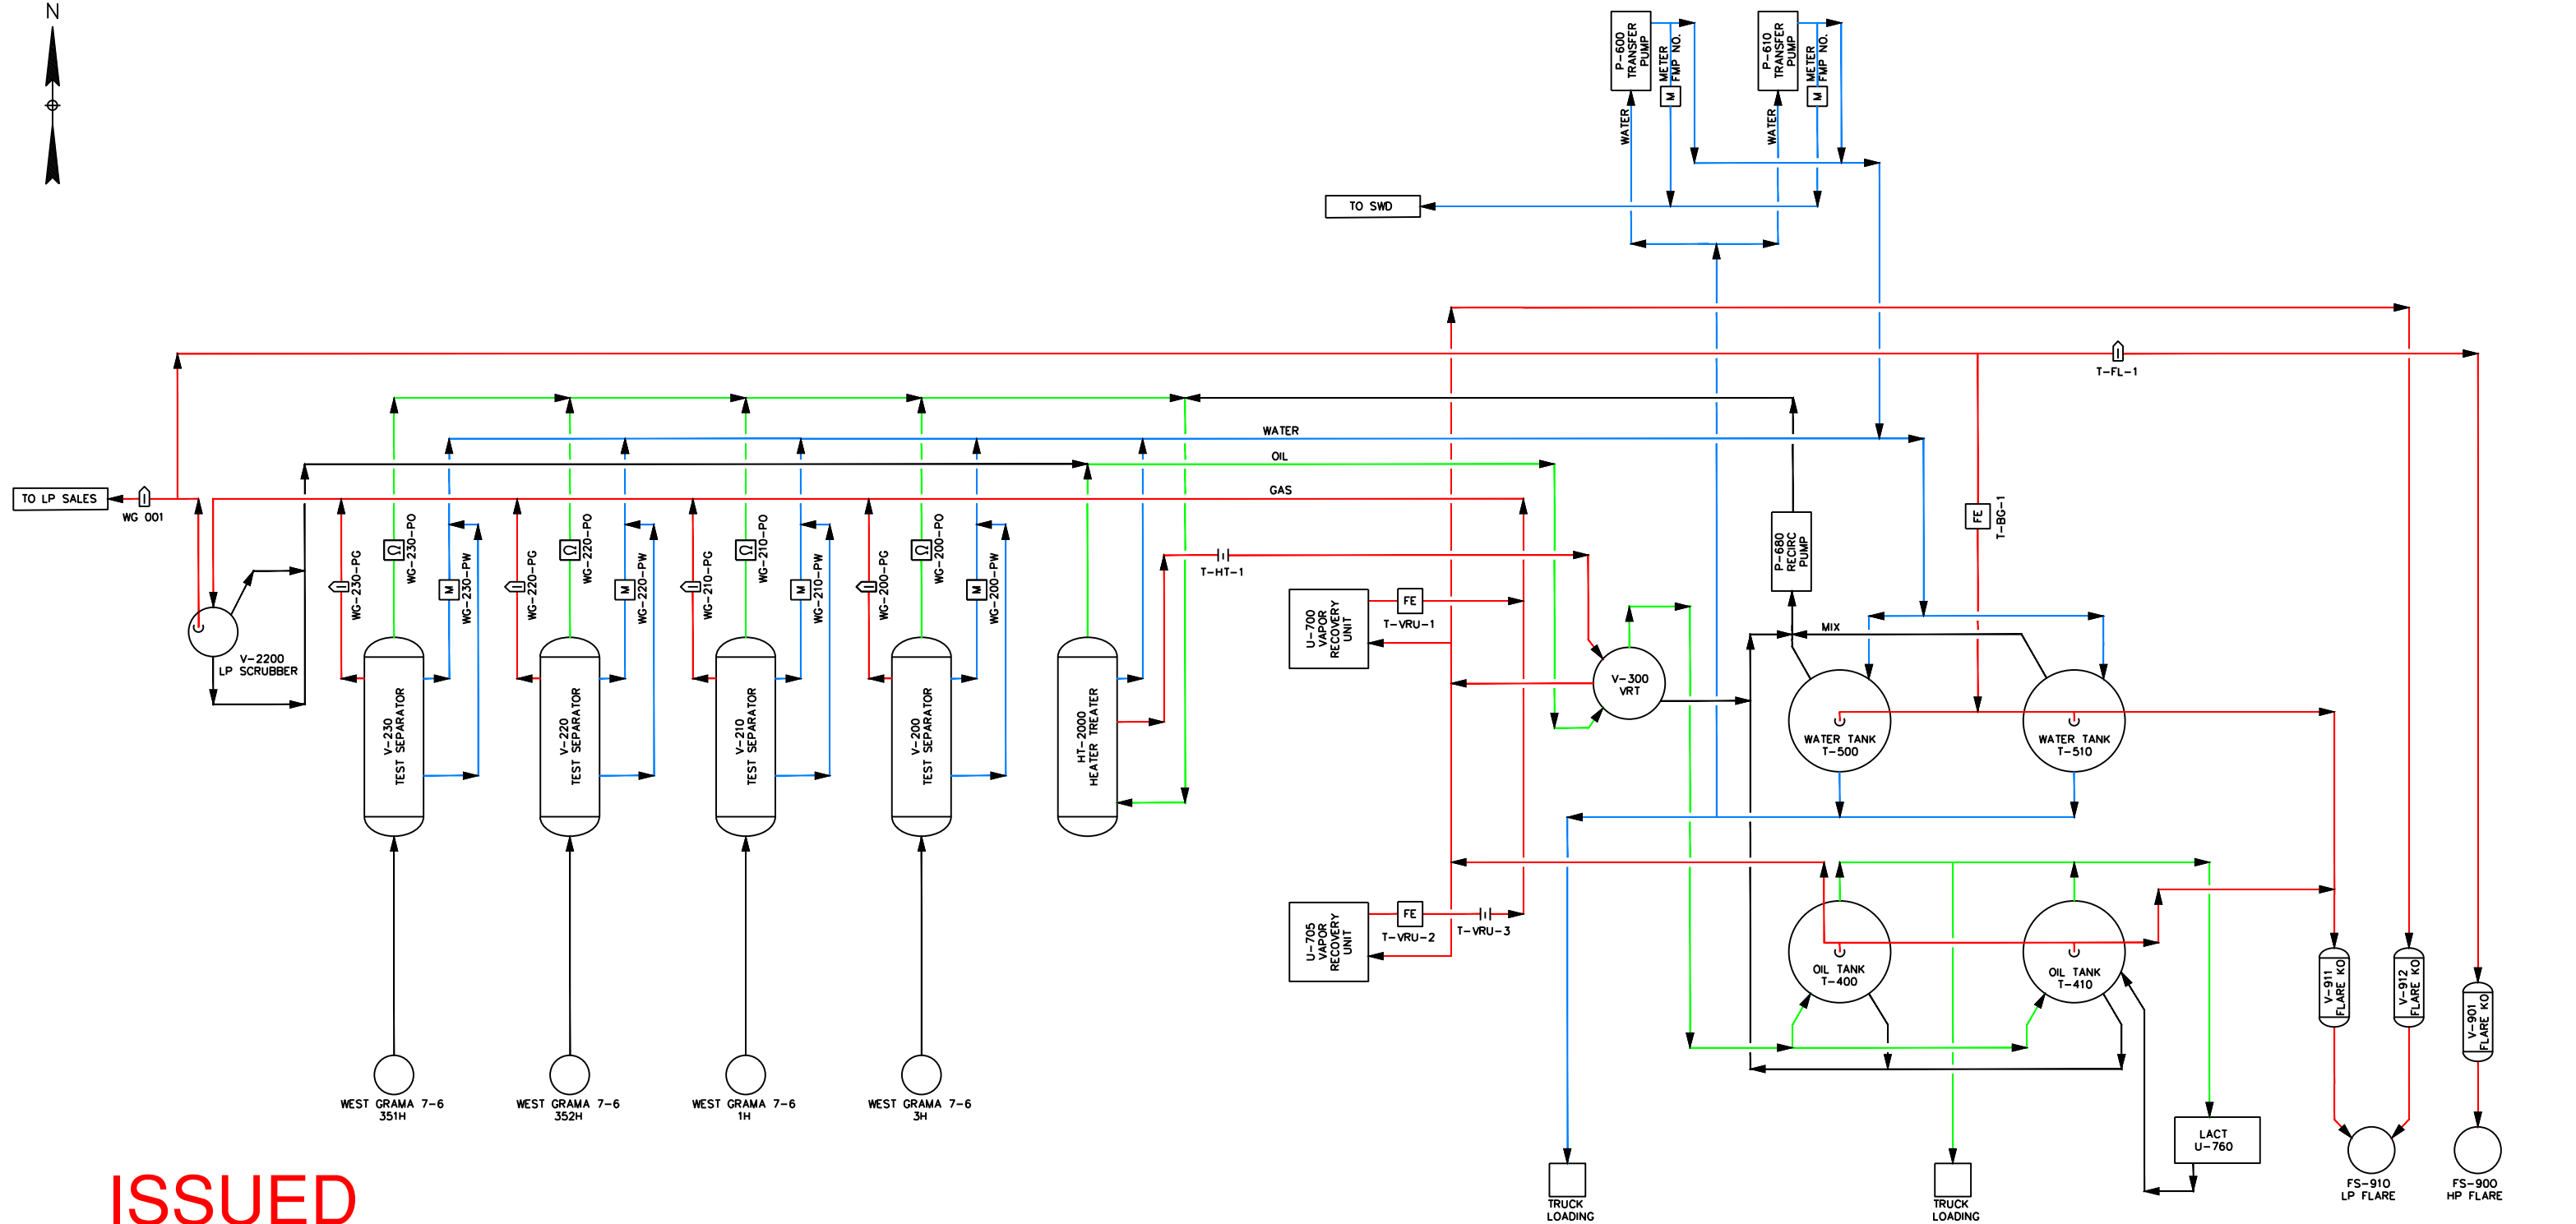 N
P-600
TRANSFER
PUMP
METER
FMP NO.
M
WATER
P-610
TRANSFER
PUMP
METER
FMP NO.
M
WATER
TO SWD
T-FL-1
WATER
OIL
GAS
TO LP SALES
WG 001
V-2200
LP SCRUBBER
WG-230-PG
Ω
WG-230-PO
M
WG-230-PW
WG-220-PG
Ω
WG-220-PO
M
WG-220-PW
WG-210-PG
Ω
WG-210-PO
M
WG-210-PW
WG-200-PG
Ω
WG-200-PO
M
WG-200-PW
T-HT-1
P-680
RECIRC
PUMP
FE
T-BG-1
U-700
VAPOR
RECOVERY
UNIT
FE
T-VRU-1
MIX
V-300
VRT
V-230
TEST SEPARATOR
V-220
TEST SEPARATOR
V-210
TEST SEPARATOR
V-200
TEST SEPARATOR
HT-2000
HEATER TREATER
WATER TANK
T-500
WATER TANK
T-510
U-705
VAPOR
RECOVERY
UNIT
FE
T-VRU-2
T-VRU-3
OIL TANK
T-400
OIL TANK
T-410
V-911
FLARE KO
V-912
FLARE KO
V-901
FLARE KO
WEST GRAMA 7-6
351H
WEST GRAMA 7-6
352H
WEST GRAMA 7-6
1H
WEST GRAMA 7-6
3H
LACT
U-760
TRUCK
LOADING
TRUCK
LOADING
FS-910
LP FLARE
FS-900
HP FLARE
ISSUED